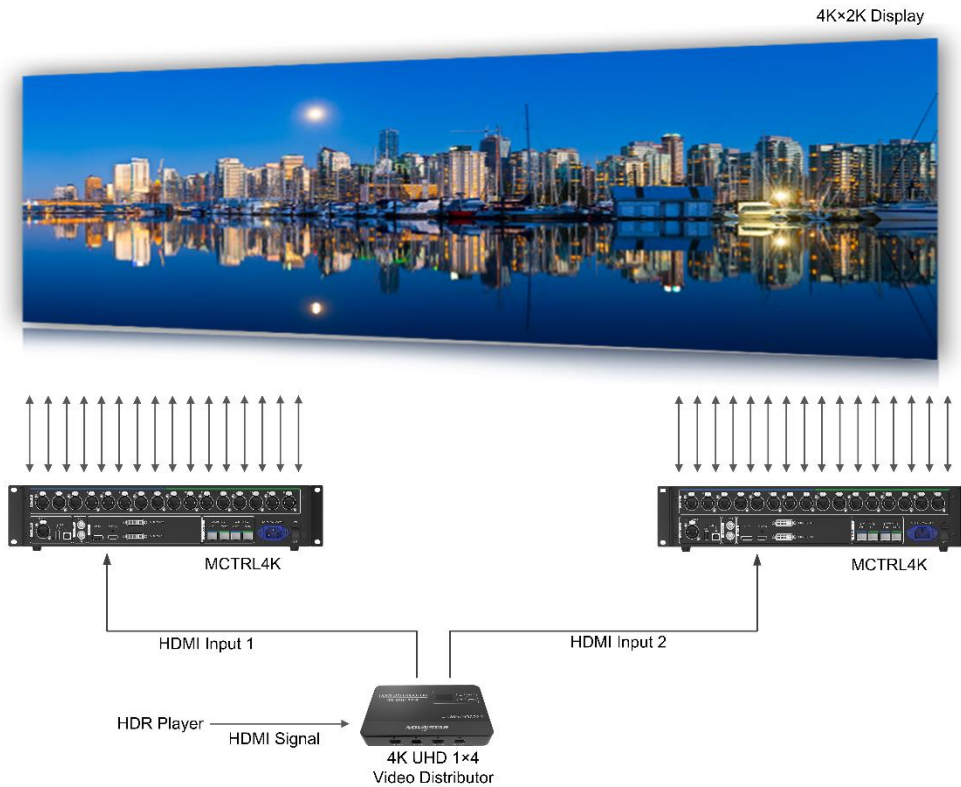 4K×2K Display
MCTRL4K
MCTRL4K
HDMI Input 1
HDMI Input 2
HDR Player
HDMI Signal
4K UHD 1×4
Video Distributor